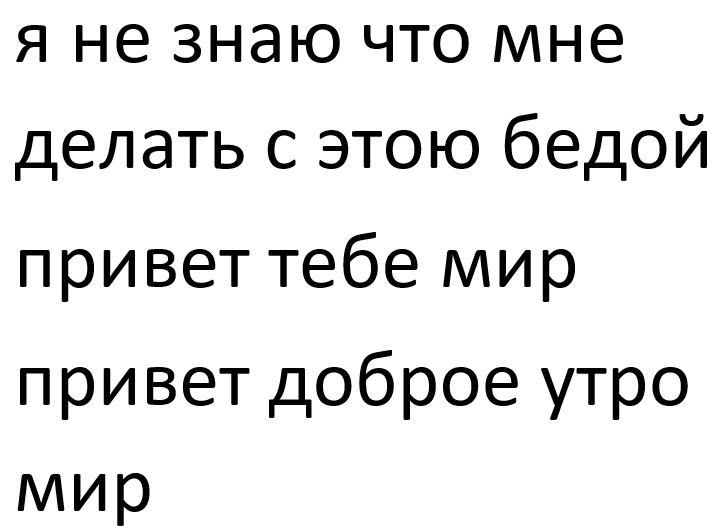 я не знаю что мне
делать с этою бедой
привет тебе мир
привет доброе утро
мир